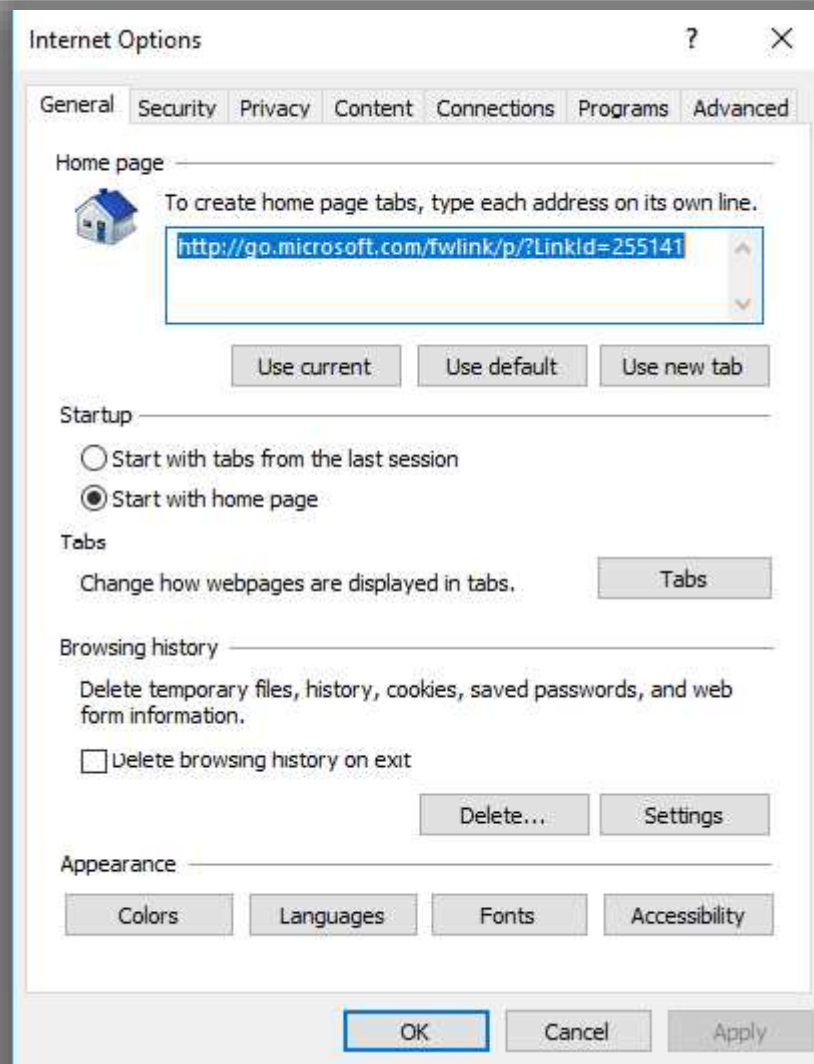 Internet Options ?
General Security Privacy Content Connections Programs Advanced
Home page
To create home page tabs, type each address on its own line.
http://go.microsoft.com/fwlink/p/?LinkId=255141
Use current Use default Use new tab
Startup
Start with tabs from the last session
Start with home page
Tabs
Change how webpages are displayed in tabs. Tabs
Browsing history
Delete temporary files, history, cookies, saved passwords, and web
form information.
Delete browsing history on exit
Delete... Settings
Appearance
Colors Languages Fonts Accessibility
OK Cancel Apply